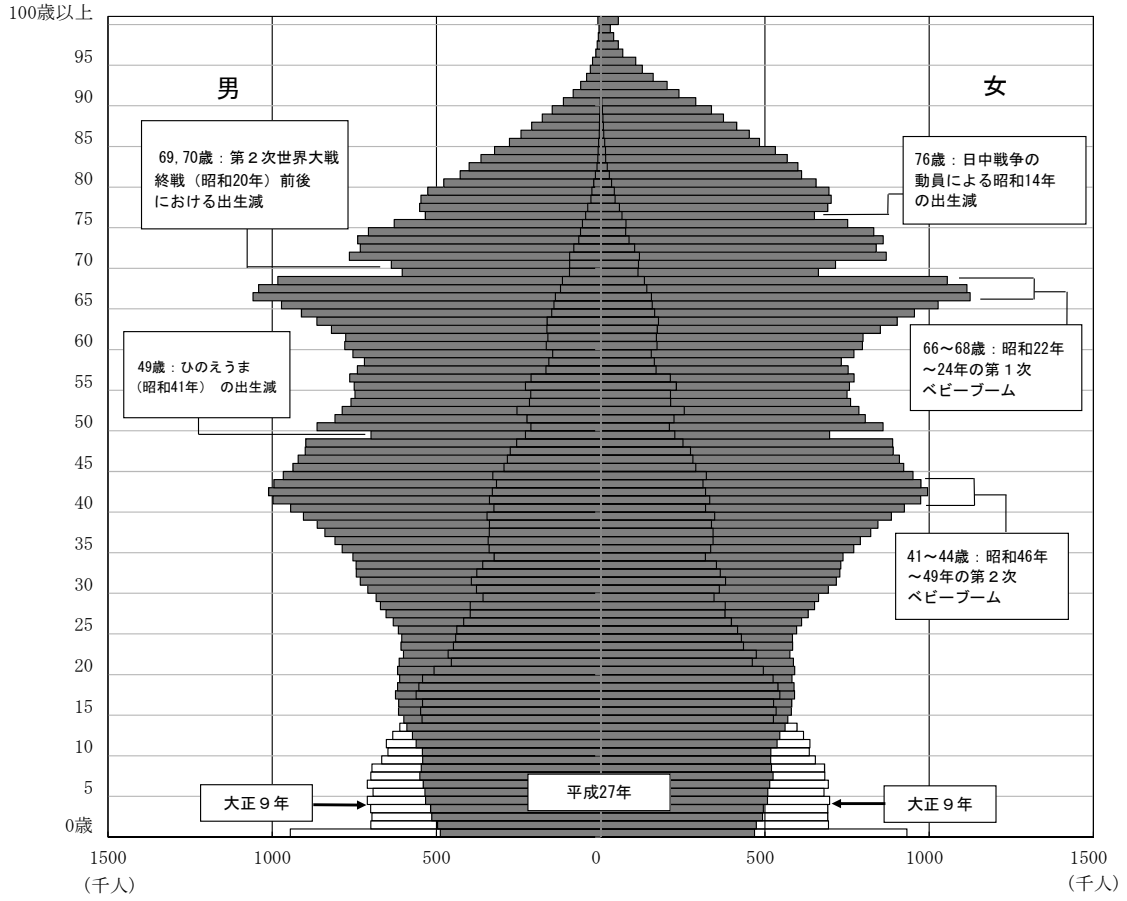 100歳以上
95
90
85
80
75
70
65
60
55
50
45
40
35
30
25
20
15
10
5
0歳
男
女
69,70歳：第２次世界大戦
終戦（昭和20年）前後
における出生減
76歳：日中戦争の
動員による昭和14年
の出生減
49歳：ひのえうま
（昭和41年） の出生減
66～68歳：昭和22年
～24年の第１次
ベビーブーム
41～44歳：昭和46年
～49年の第２次
ベビーブーム
大正９年
平成27年
大正９年
1500 1000 500 0 500 1000 1500
(千人) (千人)